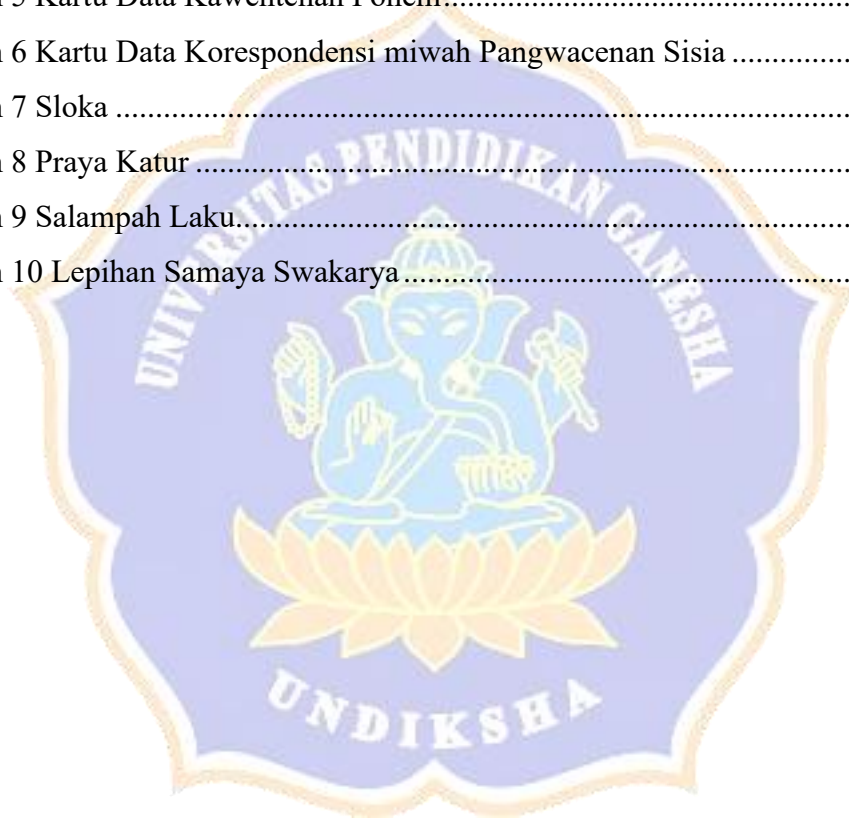 n 5 Kartu Data Kawentenan Fonem
n 6 Kartu Data Korespondensi miwah Pangwacenan Sisia ...............
n 7 Sloka ...............................................................................................
n 8 Praya Katur ...................................................................................
n 9 Salampah Laku.............................................................................
n 10 Lepihan Samaya Swakarya .......................................................
UNIVERSITAS PENDIDIKAN GANESHA
UNDIKSHA